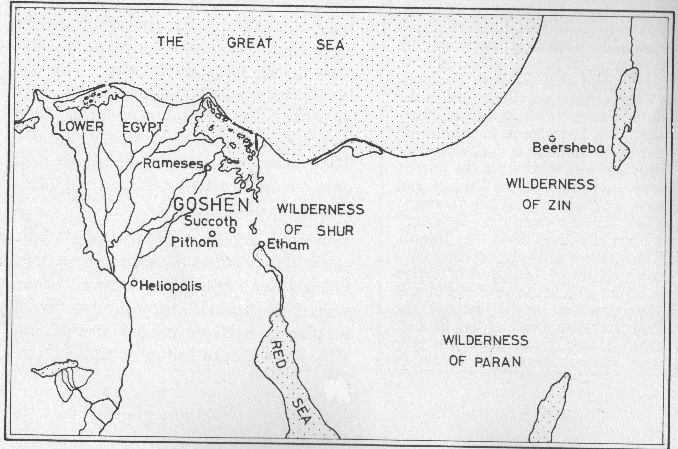 THE GREAT SEA
LOWER EGYPT
Beersheba
Rameses
WILDERNESS
OF ZIN
GOSHEN
WILDERNESS
OF SHUR
Succoth
Pithom
Etham
Heliopolis
WILDERNESS
OF PARAN
RED
SEA